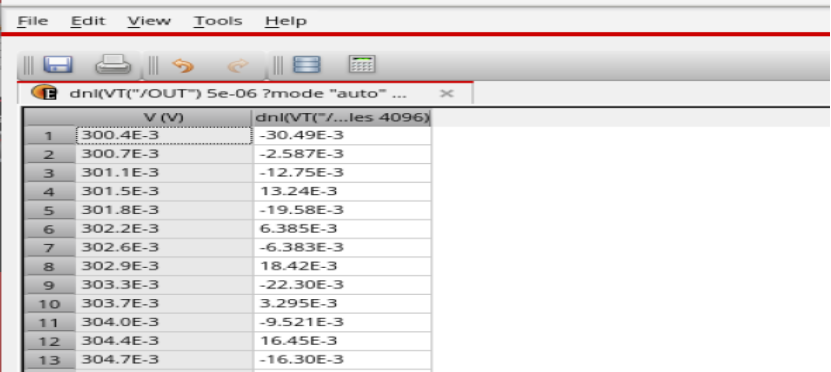 File Edit View Tools Help
dnl(VT("/OUT") 5e-06 ?mode "auto" ...
V (V) dnl(VT("/...les 4096)
1 300.4E-3 -30.49E-3
2 300.7E-3 -2.587E-3
3 301.1E-3 -12.75E-3
4 301.5E-3 13.24E-3
5 301.8E-3 -19.58E-3
6 302.2E-3 6.385E-3
7 302.6E-3 -6.383E-3
8 302.9E-3 18.42E-3
9 303.3E-3 -22.30E-3
10 303.7E-3 3.295E-3
11 304.0E-3 -9.521E-3
12 304.4E-3 16.45E-3
13 304.7E-3 -16.30E-3